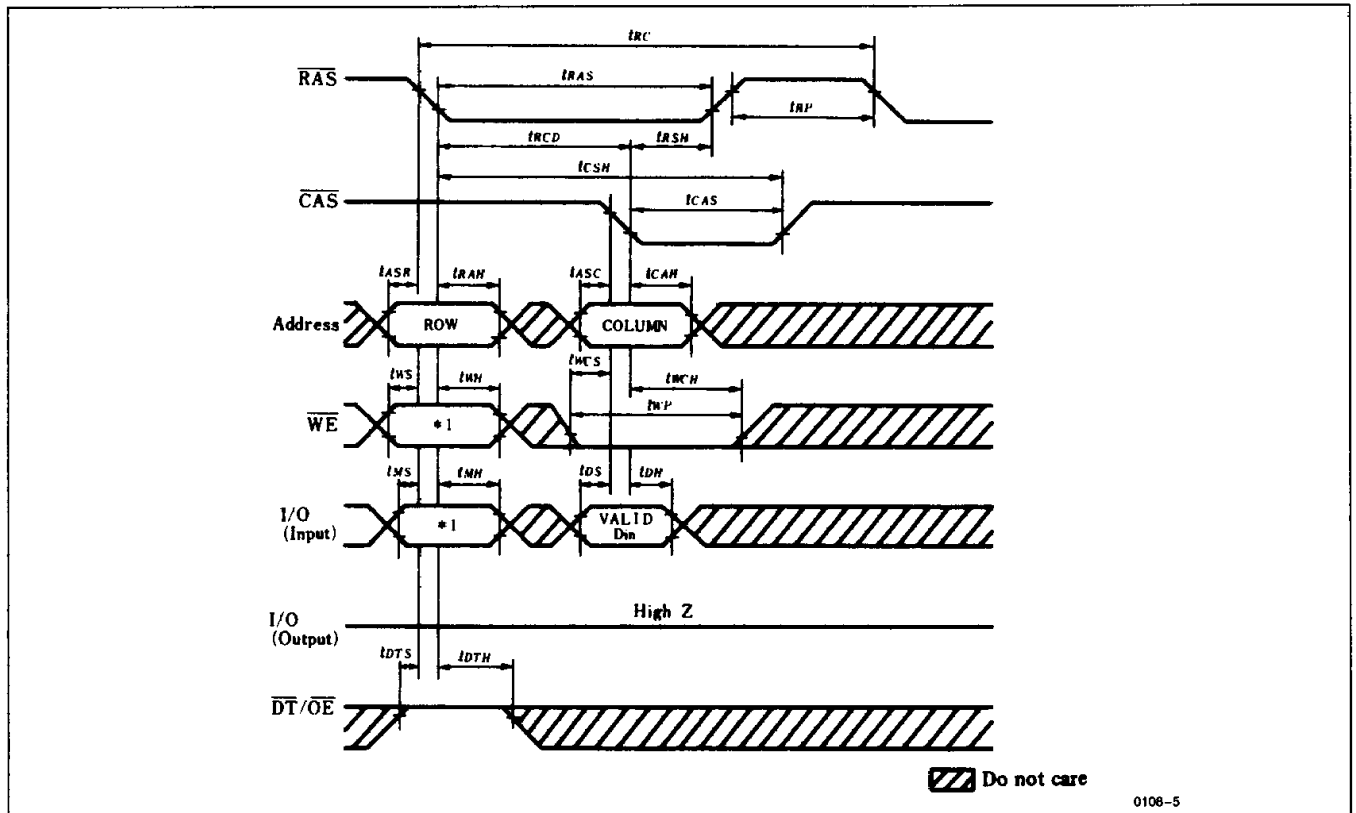 tRC
RAS
tRAS
tRP
tRCD
tRSH
tCSH
CAS
tCAS
tASR
tRAH
tASC
tCAH
Address
ROW
COLUMN
tWCS
tWS
tWH
tWCH
tWP
WE
*1
tMS
tMH
tDS
tDH
I/O
(Input)
*1
VALID
Din
High Z
I/O
(Output)
tDTS
tDTH
DT/OE
Do not care
0106-5